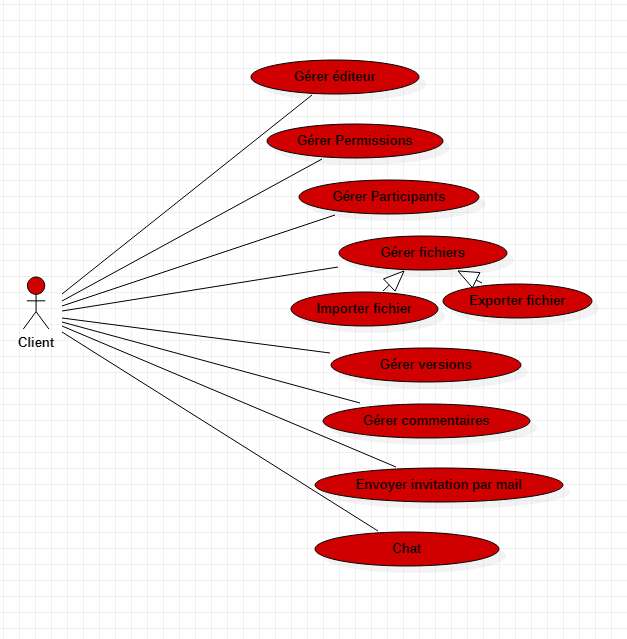 Gérer éditeur
Gérer Permissions
Gérer Participants
Gérer fichiers
Importer fichier
Exporter fichier
Client
Gérer versions
Gérer commentaires
Envoyer invitation par mail
Chat